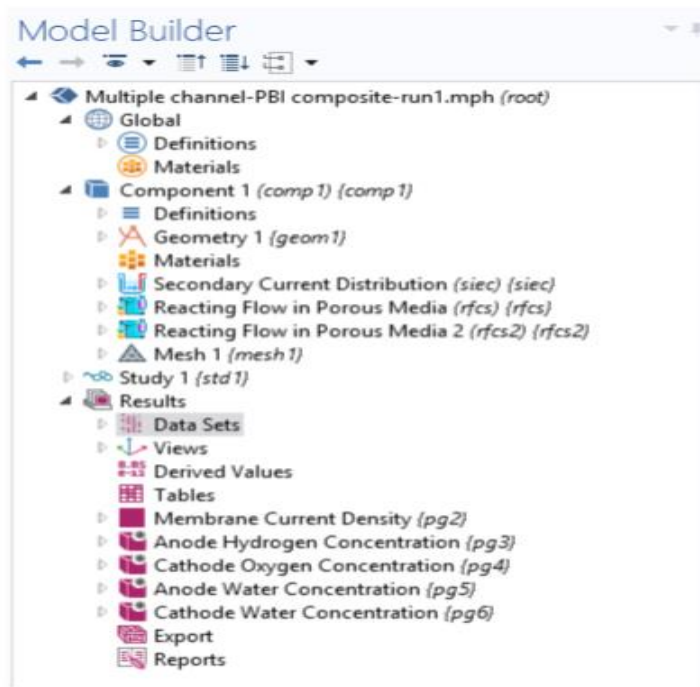 Model Builder
Multiple channel-PBI composite-run1.mph (root)
Global
Definitions
Materials
Component 1 (comp1) {comp1}
Definitions
Geometry 1 {geom1}
Materials
Secondary Current Distribution (siec) {siec}
Reacting Flow in Porous Media (rfcs) {rfcs}
Reacting Flow in Porous Media 2 (rfcs2) {rfcs2}
Mesh 1 {mesh1}
Study 1 {std1}
Results
Data Sets
Views
8.85
e-12 Derived Values
Tables
Membrane Current Density {pg2}
Anode Hydrogen Concentration {pg3}
Cathode Oxygen Concentration {pg4}
Anode Water Concentration {pg5}
Cathode Water Concentration {pg6}
Export
Reports